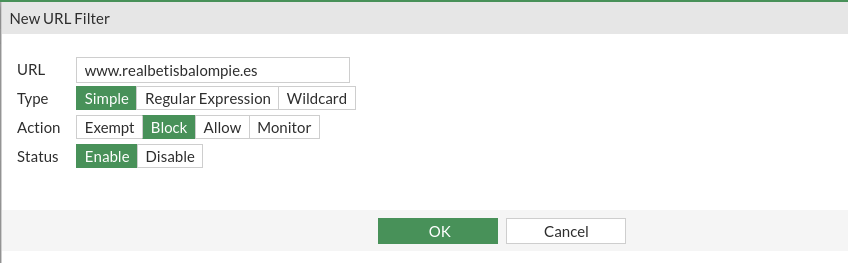 New URL Filter
URL www.realbetisbalompie.es
Type Simple Regular Expression Wildcard
Action Exempt Block Allow Monitor
Status Enable Disable
OK Cancel